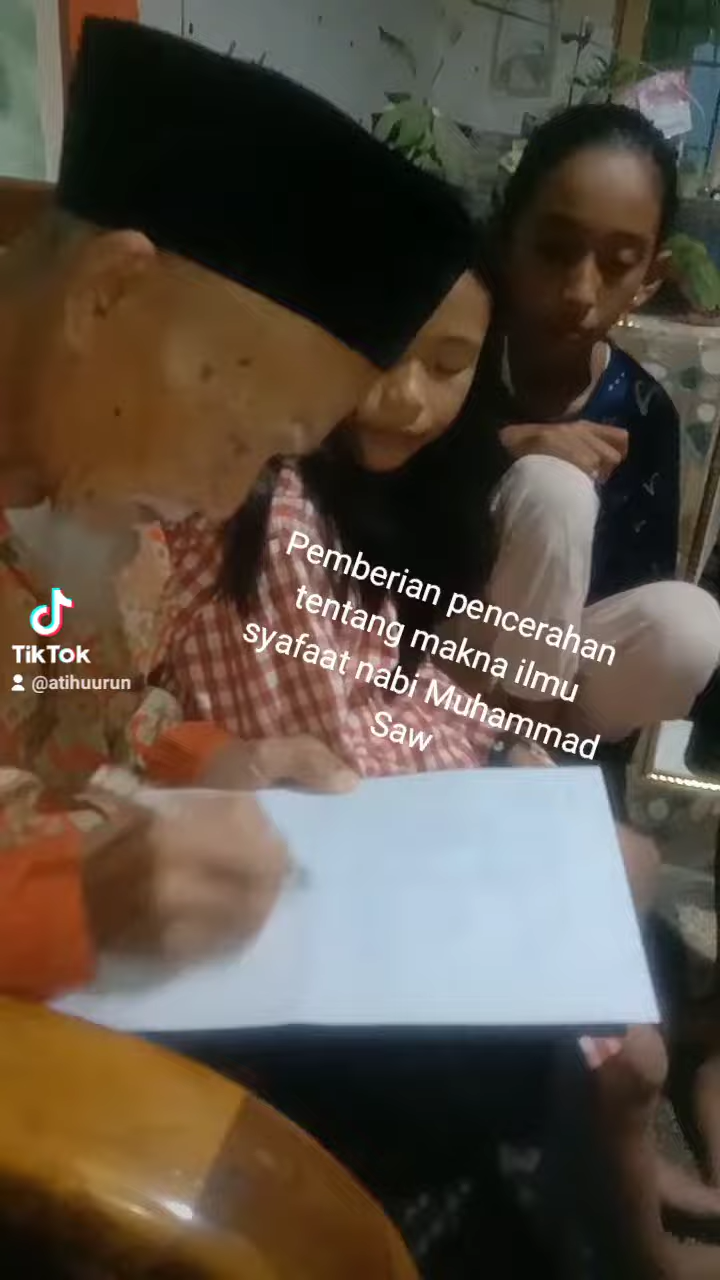 Pemberian pencerahan
tentang makna ilmu
syafaat nabi Muhammad
Saw
TikTok
@atihuurun